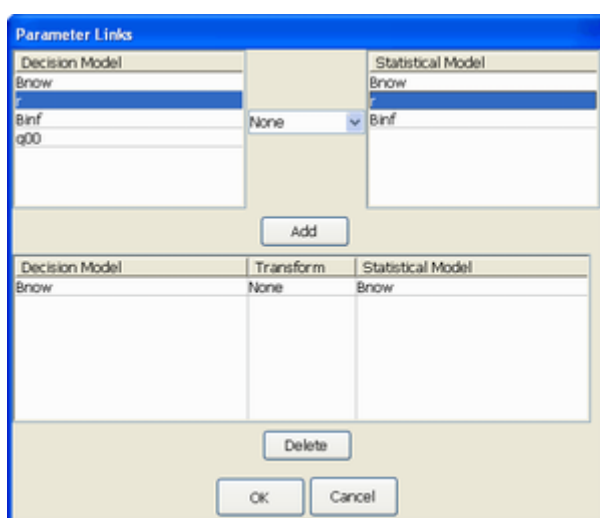 Parameter Links
Decision Model Statistical Model
Bnow Bnow
r r
Binf None Binf
q00
Add
Decision Model Transform Statistical Model
Bnow None Bnow
Delete
OK Cancel